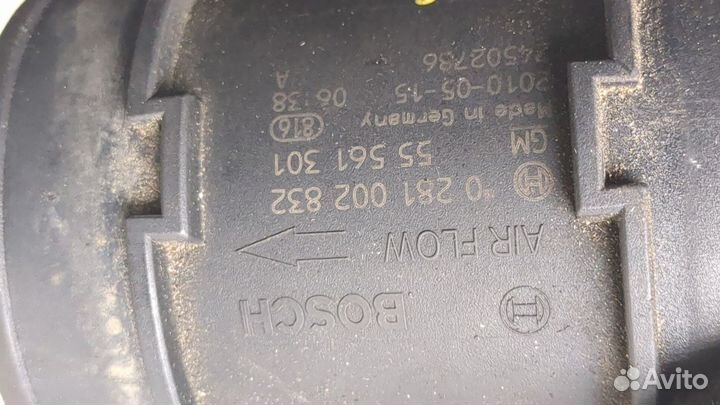 BOSCH
AIR FLOW
0 281 002 832
GM 55 561 301
Made in Germany 816
2010-05-15 06:38
24502786 A
Avito